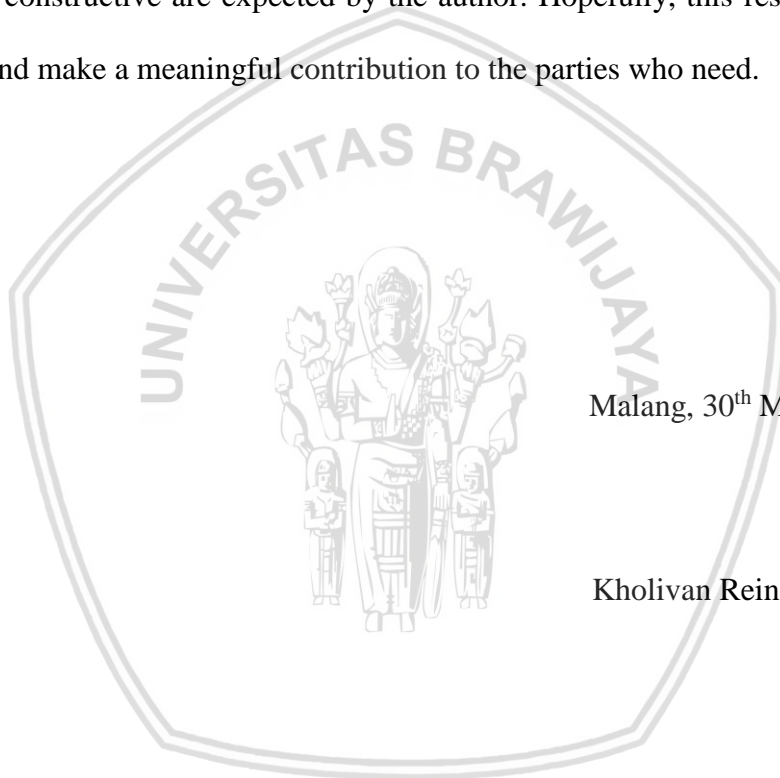 constructive are expected by the author. Hopefully, this res
nd make a meaningful contribution to the parties who need.
UNIVERSITAS BRAWIJAYA
Malang, 30th M
Kholivan Rein